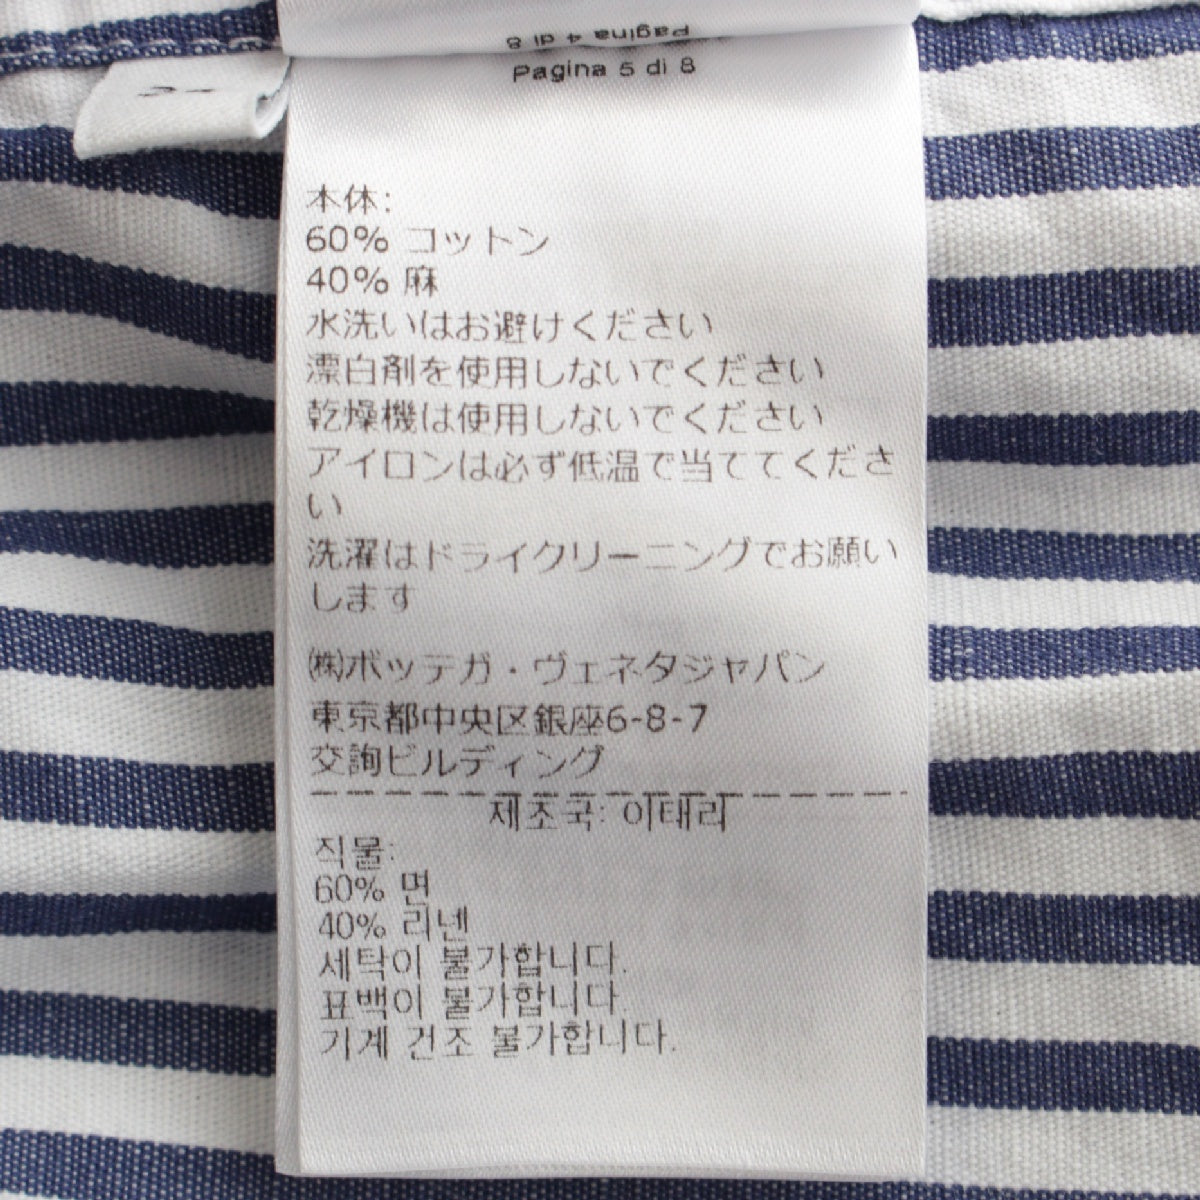 Pagina 4 di 8
Pagina 5 di 8
本体:
60% コットン
40% 麻
水洗いはお避けください
漂白剤を使用しないでください
乾燥機は使用しないでください
アイロンは必ず低温で当ててくださ
い
洗濯はドライクリーニングでお願い
します
㈱ボッテガ・ヴェネタジャパン
東京都中央区銀座6-8-7
交詢ビルディング
제조국: 이태리
직물:
60% 면
40% 리넨
세탁이 불가합니다.
표백이 불가합니다.
기계 건조 불가합니다.